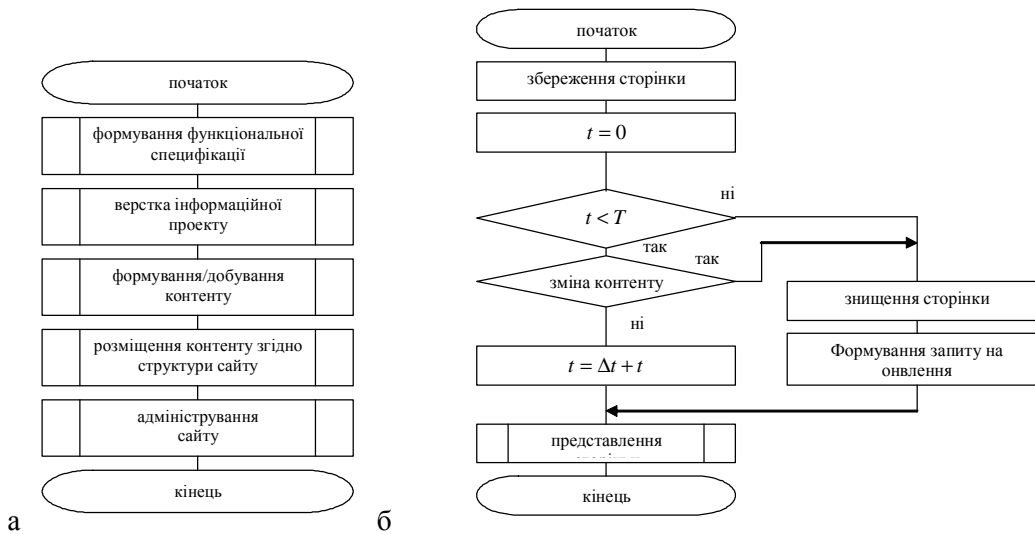 початок
формування функціональної
специфікації
верстка інформаційної
проекту
формування/добування
контенту
розміщення контенту згідно
структури сайту
адміністрування
сайту
кінець
а
початок
збереження сторінки
t = 0
t < T
ні
так
зміна контенту
так
ні
t = Δt + t
знищення сторінки
Формування запиту на
онвлення
представлення
кінець
б